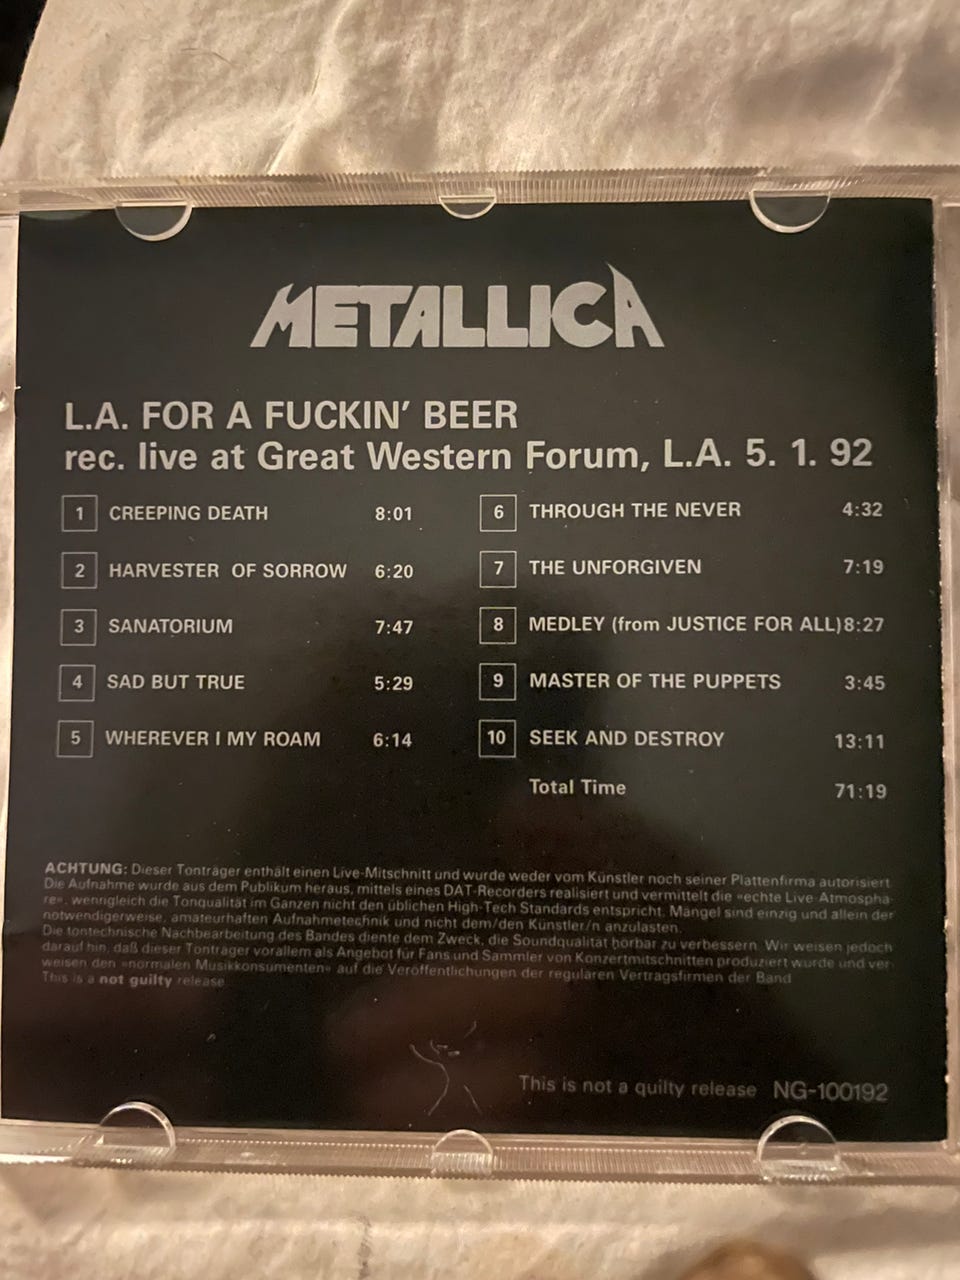 METALLICA
L.A. FOR A FUCKIN' BEER
rec. live at Great Western Forum, L.A. 5. 1. 92
1 CREEPING DEATH 8:01
2 HARVESTER OF SORROW 6:20
3 SANATORIUM 7:47
4 SAD BUT TRUE 5:29
5 WHEREVER I MY ROAM 6:14
6 THROUGH THE NEVER 4:32
7 THE UNFORGIVEN 7:19
8 MEDLEY (from JUSTICE FOR ALL) 8:27
9 MASTER OF THE PUPPETS 3:45
10 SEEK AND DESTROY 13:11
Total Time 71:19
ACHTUNG: Dieser Tonträger enthält einen Live-Mitschnitt und wurde weder vom Künstler noch seiner Plattenfirma autorisiert
Die Aufnahme wurde aus dem Publikum heraus, mittels eines DAT-Recorders realisiert und vermittelt die »echte Live-Atmospha-
re«, wenngleich die Tonqualität im Ganzen nicht den üblichen High-Tech Standards entspricht. Mängel sind einzig und allein der
notwendigerweise, amateurhaften Aufnahmetechnik und nicht dem/den Künstler/n anzulasten.
Die tontechnische Nachbearbeitung des Bandes diente dem Zweck, die Soundqualität hörbar zu verbessern. Wir weisen jedoch
darauf hin, daß dieser Tonträger vorallem als Angebot für Fans und Sammler von Konzertmitschnitten produziert wurde und ver-
weisen den »normalen Musikkonsumenten« auf die Veröffentlichungen der regulären Vertragsfirmen der Band
This is a not guilty release.
This is not a quilty release NG-100192